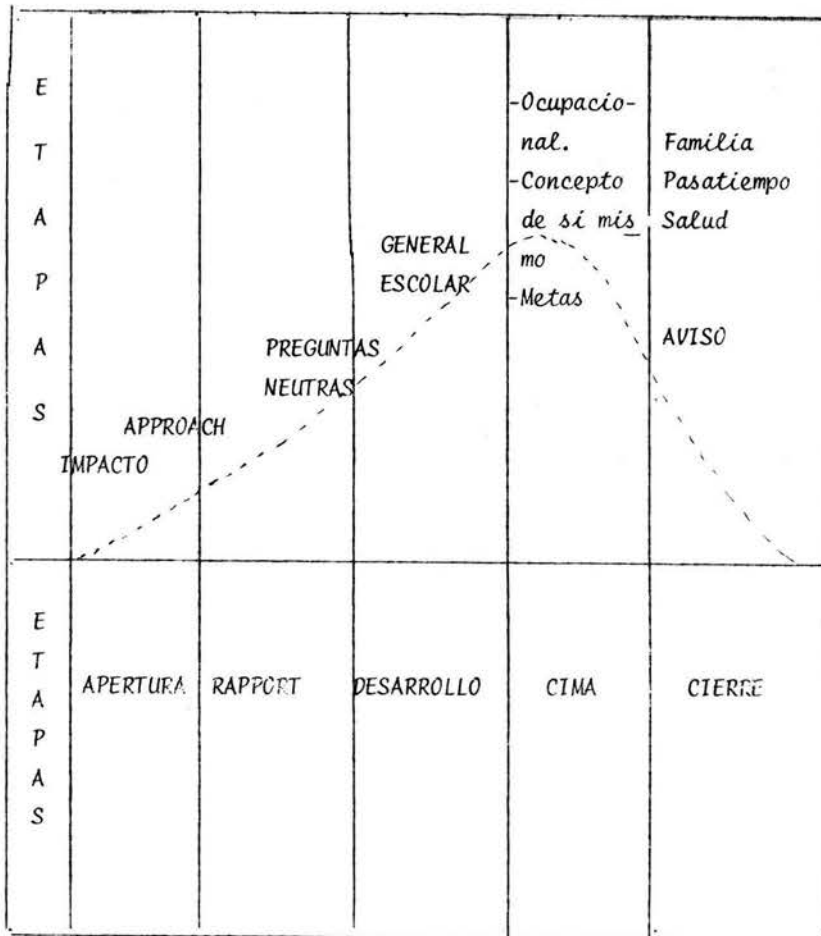 E
T
A
P
A
S
IMPACTO
APPROACH
PREGUNTAS
NEUTRAS
GENERAL
ESCOLAR
-Ocupacio-
nal.
-Concepto
de sí mis
mo
-Metas
Familia
Pasatiempo
Salud
AVISO
E
T
A
P
A
S
APERTURA
RAPPORT
DESARROLLO
CIMA
CIERRE